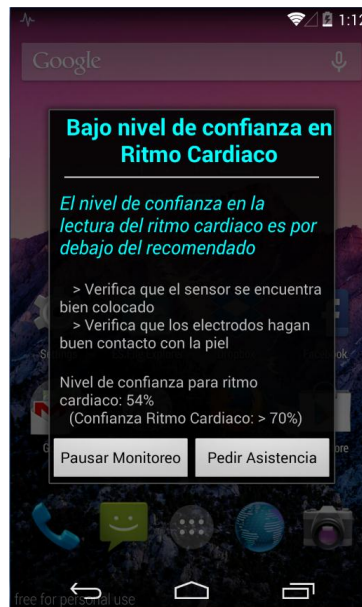 1:12
Google
Bajo nivel de confianza en
Ritmo Cardiaco
El nivel de confianza en la
lectura del ritmo cardiaco es por
debajo del recomendado
> Verifica que el sensor se encuentra
bien colocado
> Verifica que los electrodos hagan
buen contacto con la piel
Nivel de confianza para ritmo
cardiaco: 54%
(Confianza Ritmo Cardiaco: > 70%)
Pausar Monitoreo Pedir Asistencia
free for personal use